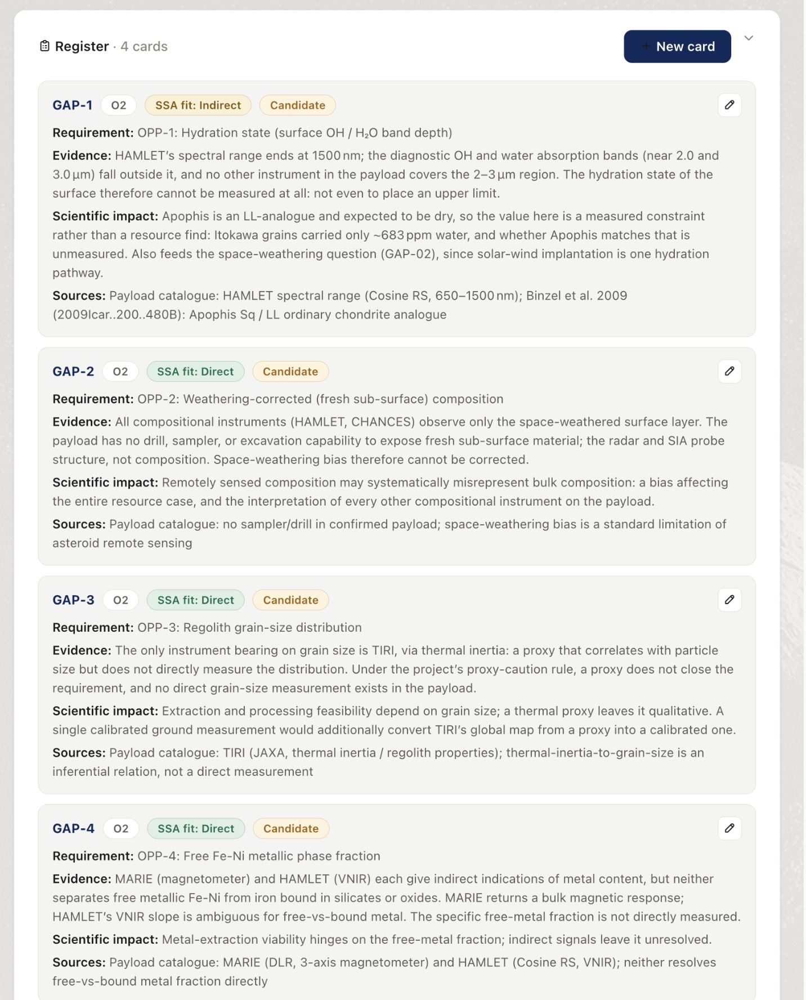 Register · 4 cards
+ New card
GAP-1 O2 SSA fit: Indirect Candidate
Requirement: OPP-1: Hydration state (surface OH / H₂O band depth)
Evidence: HAMLET’s spectral range ends at 1500 nm; the diagnostic OH and water absorption bands (near 2.0 and
3.0 µm) fall outside it, and no other instrument in the payload covers the 2–3 µm region. The hydration state of the
surface therefore cannot be measured at all: not even to place an upper limit.
Scientific impact: Apophis is an LL-analogue and expected to be dry, so the value here is a measured constraint
rather than a resource find: Itokawa grains carried only ~683 ppm water, and whether Apophis matches that is
unmeasured. Also feeds the space-weathering question (GAP-02), since solar-wind implantation is one hydration
pathway.
Sources: Payload catalogue: HAMLET spectral range (Cosine RS, 650–1500 nm); Binzel et al. 2009
(2009Icar..200..480B): Apophis Sq / LL ordinary chondrite analogue
GAP-2 O2 SSA fit: Direct Candidate
Requirement: OPP-2: Weathering-corrected (fresh sub-surface) composition
Evidence: All compositional instruments (HAMLET, CHANCES) observe only the space-weathered surface layer. The
payload has no drill, sampler, or excavation capability to expose fresh sub-surface material; the radar and SIA probe
structure, not composition. Space-weathering bias therefore cannot be corrected.
Scientific impact: Remotely sensed composition may systematically misrepresent bulk composition: a bias affecting
the entire resource case, and the interpretation of every other compositional instrument on the payload.
Sources: Payload catalogue: no sampler/drill in confirmed payload; space-weathering bias is a standard limitation of
asteroid remote sensing
GAP-3 O2 SSA fit: Direct Candidate
Requirement: OPP-3: Regolith grain-size distribution
Evidence: The only instrument bearing on grain size is TIRI, via thermal inertia: a proxy that correlates with particle
size but does not directly measure the distribution. Under the project’s proxy-caution rule, a proxy does not close the
requirement, and no direct grain-size measurement exists in the payload.
Scientific impact: Extraction and processing feasibility depend on grain size; a thermal proxy leaves it qualitative. A
single calibrated ground measurement would additionally convert TIRI’s global map from a proxy into a calibrated one.
Sources: Payload catalogue: TIRI (JAXA, thermal inertia / regolith properties); thermal-inertia-to-grain-size is an
inferential relation, not a direct measurement
GAP-4 O2 SSA fit: Direct Candidate
Requirement: OPP-4: Free Fe-Ni metallic phase fraction
Evidence: MARIE (magnetometer) and HAMLET (VNIR) each give indirect indications of metal content, but neither
separates free metallic Fe-Ni from iron bound in silicates or oxides. MARIE returns a bulk magnetic response;
HAMLET’s VNIR slope is ambiguous for free-vs-bound metal. The specific free-metal fraction is not directly measured.
Scientific impact: Metal-extraction viability hinges on the free-metal fraction; indirect signals leave it unresolved.
Sources: Payload catalogue: MARIE (DLR, 3-axis magnetometer) and HAMLET (Cosine RS, VNIR); neither resolves
free-vs-bound metal fraction directly